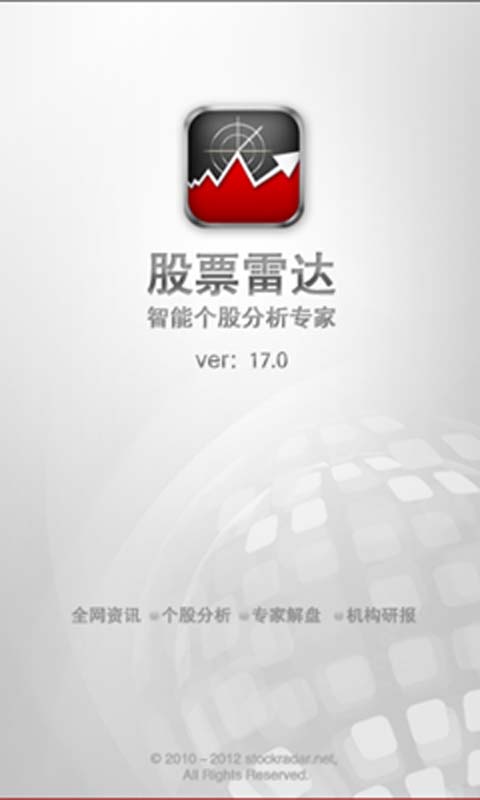 股票雷达
智能个股分析专家
ver: 17.0
全网资讯 个股分析 专家解盘 机构研报
© 2010 ~ 2012 stockradar.net,
All Rights Reserved.